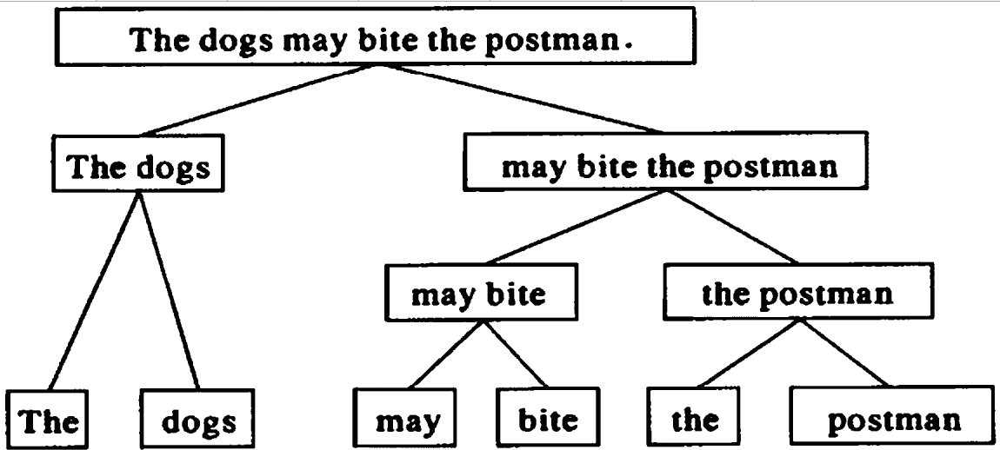 The dogs may bite the postman.
The dogs
may bite the postman
may bite
the postman
The
dogs
may
bite
the
postman